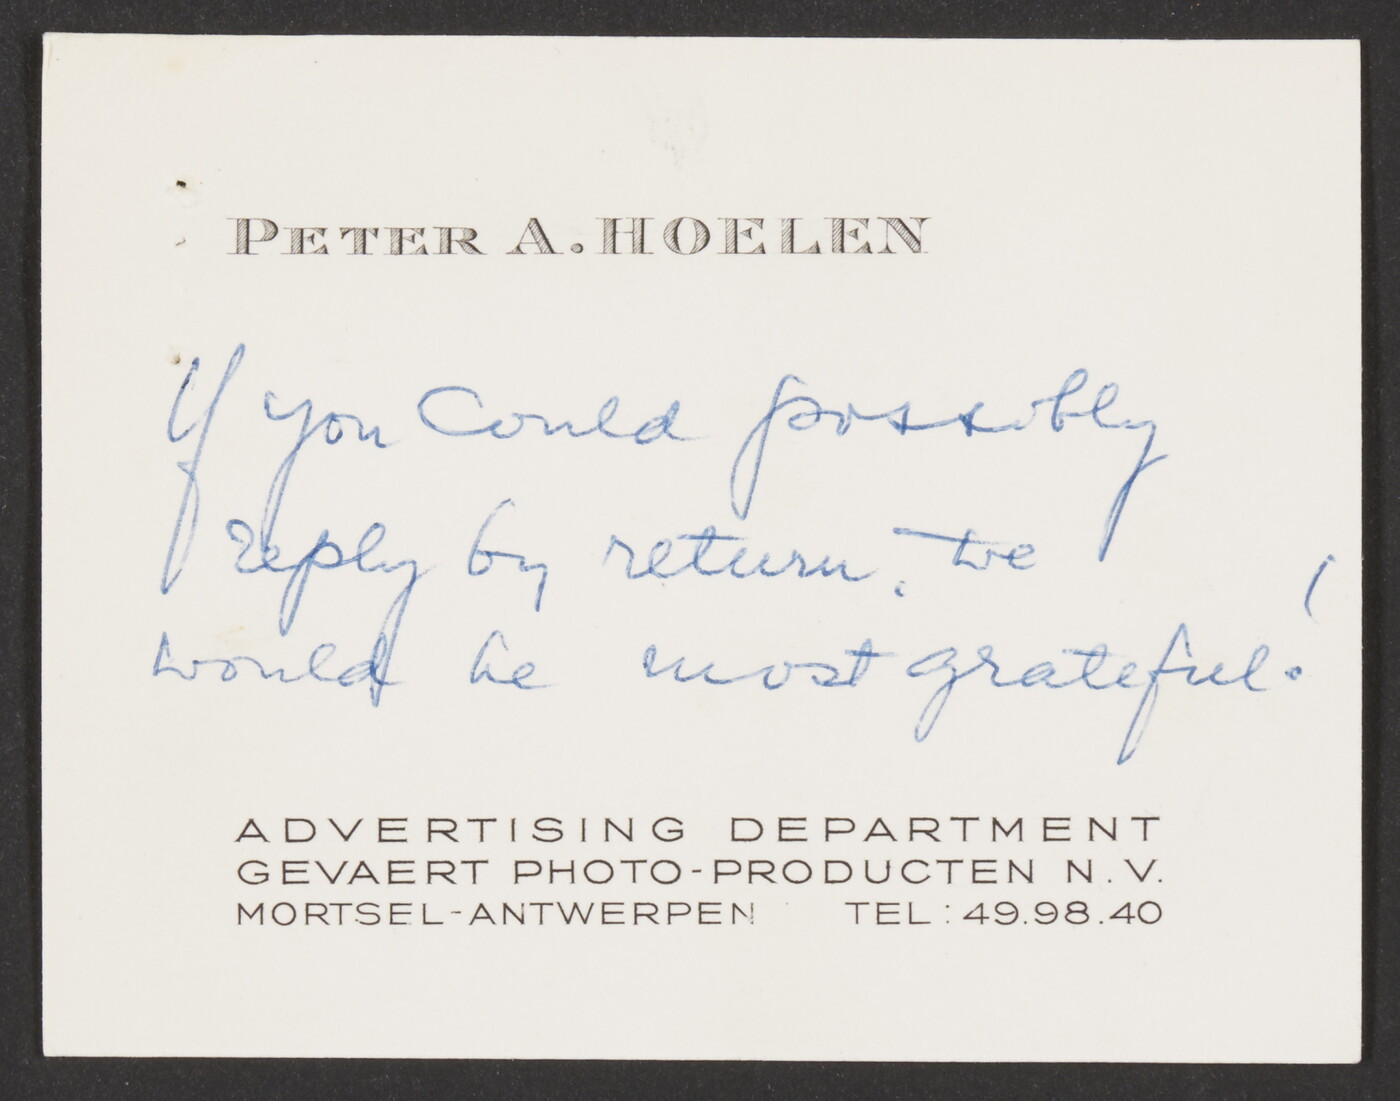 PETER A. HOELEN
If you could possibly
reply by return, we
would be most grateful!
ADVERTISING DEPARTMENT
GEVAERT PHOTO-PRODUCTEN N.V.
MORTSEL-ANTWERPEN TEL: 49.98.40